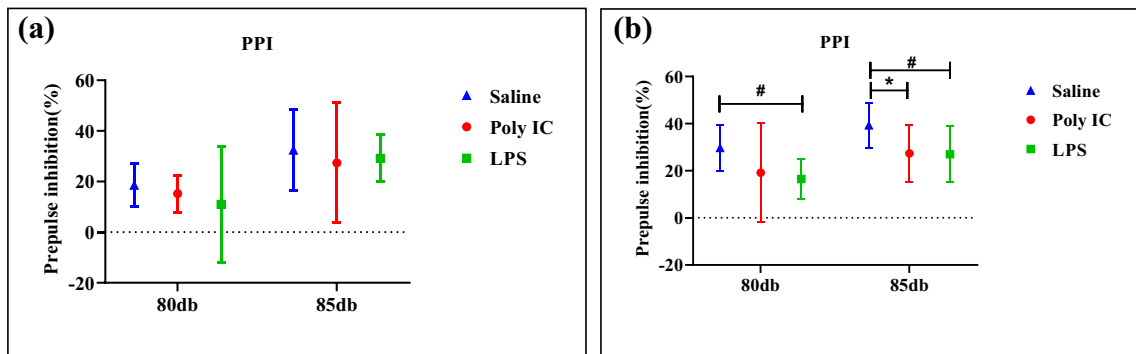 (a)
PPI
Prepulse inhibition(%)
60
40
20
0
-20
80db
85db
Saline
Poly IC
LPS
(b)
PPI
Prepulse inhibition(%)
60
40
20
0
-20
#
#
*
80db
85db
Saline
Poly IC
LPS